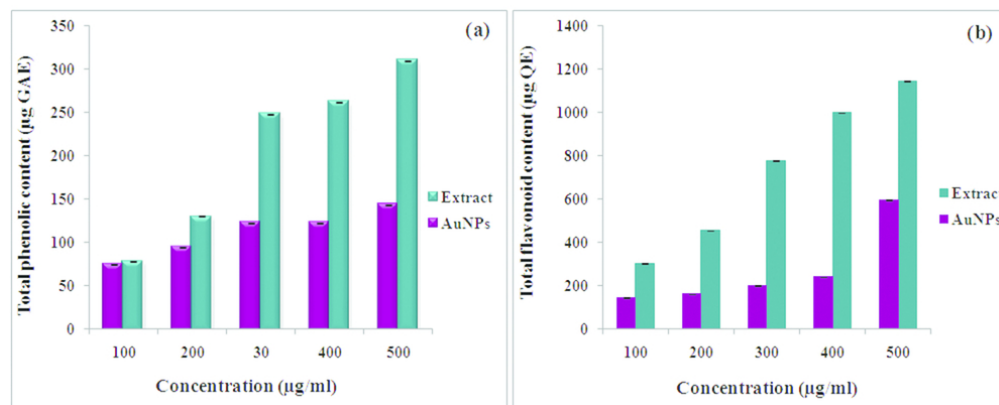 (a)
Total phenolic content (µg GAE)
350
300
250
200
150
100
50
0
100 200 30 400 500
Concentration (µg/ml)
Extract
AuNPs
(b)
Total flavonoid content (µg QE)
1400
1200
1000
800
600
400
200
0
100 200 300 400 500
Concentration (µg/ml)
Extract
AuNPs